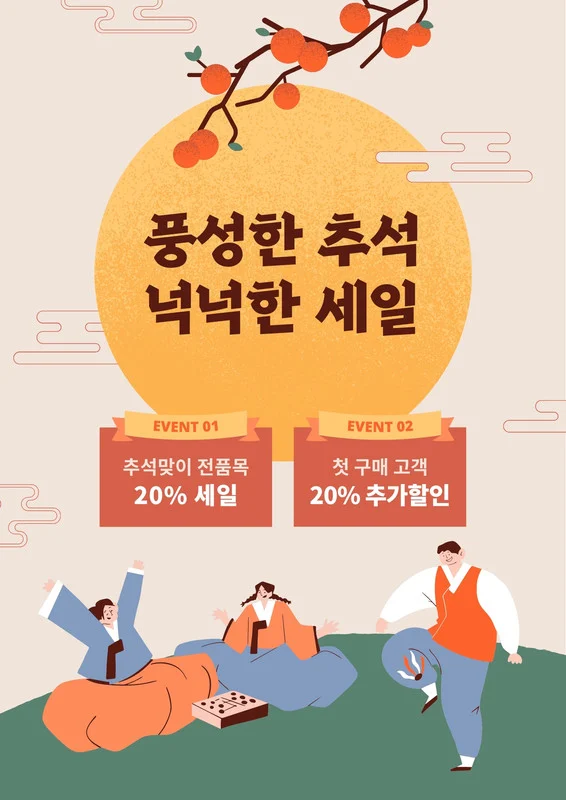 풍성한 추석
넉넉한 세일
EVENT 01
추석맞이 전품목
20% 세일
EVENT 02
첫 구매 고객
20% 추가할인